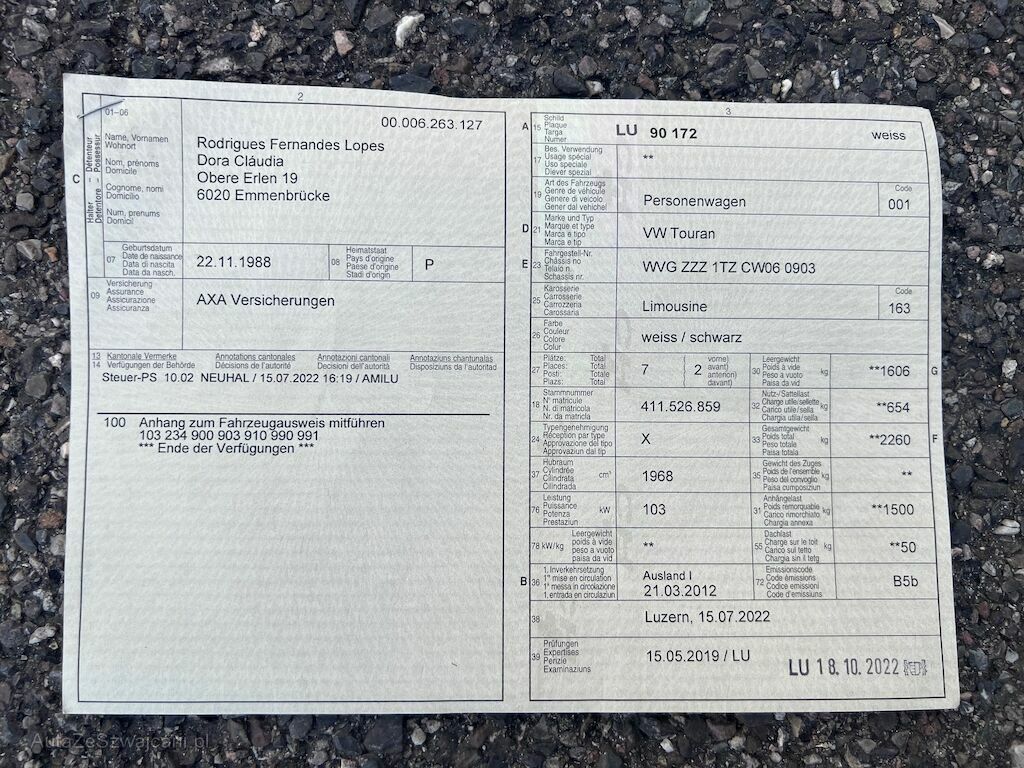 2
00.006.263.127
C
Halter – Détenteur
Detentore – Possessur
01–06
Name, Vornamen
Wohnort
Nom, prénoms
Domicile
Cognome, nomi
Domicilio
Num, prenums
Domicil
Rodrigues Fernandes Lopes
Dora Cláudia
Obere Erlen 19
6020 Emmenbrücke
07
Geburtsdatum
Date de naissance
Data di nascita
Data da nasch.
22.11.1988
08
Heimatstaat
Pays d'origine
Paese d'origine
Stadi d'origin
P
09
Versicherung
Assurance
Assicurazione
Assicuranza
AXA Versicherungen
13 Kantonale Vermerke Annotations cantonales Annotazioni cantonali Annotaziuns chantunalas
14 Verfügungen der Behörde Décisions de l'autorité Decisioni dell'autorità Disposiziuns da l'autoritad
Steuer-PS 10.02 NEUHAL / 15.07.2022 16:19 / AMILU
100 Anhang zum Fahrzeugausweis mitführen
103 234 900 903 910 990 991
*** Ende der Verfügungen ***
3
A 15
Schild
Plaque
Targa
Numer
LU 90 172 weiss
17
Bes. Verwendung
Usage spécial
Uso speciale
Diever spezial
**
19
Art des Fahrzeugs
Genre de véhicule
Genere di veicolo
Gener dal vehichel
Personenwagen
Code
001
D 21
Marke und Typ
Marque et type
Marca e tipo
Marca e tip
VW Touran
E 23
Fahrgestell-Nr.
Châssis no
Telaio n.
Schassis nr.
WVG ZZZ 1TZ CW06 0903
25
Karosserie
Carrosserie
Carrozzeria
Carossaria
Limousine
Code
163
26
Farbe
Couleur
Colore
Colur
weiss / schwarz
27
Plätze: Total
Places: Total
Posti: Totale
Plazs: Total
7
2
(vorne)
avant)
anteriori)
davant)
30
Leergewicht
Poids à vide
Peso a vuoto
Paisa da vid
kg
**1606
G
18
Stammnummer
N° matricule
N. di matricola
Nr. da matricla
411.526.859
32
Nutz-/Sattellast
Charge utile/sellette
Carico utile/sella
Chargia utila/sella
kg
**654
24
Typengenehmigung
Réception par type
Approvazione del tipo
Approvaziun dal tip
X
33
Gesamtgewicht
Poids total
Peso totale
Paisa totala
kg
**2260
F
37
Hubraum
Cylindrée
Cilindrata
Cilindrada
cm³
1968
35
Gewicht des Zuges
Poids de l'ensemble
Peso del convoglio
Paisa cumposiziun
kg
**
76
Leistung
Puissance
Potenza
Prestaziun
kW
103
31
Anhängelast
Poids remorquable
Carico rimorchiato
Chargia annexa
kg
**1500
78 kW/kg
Leergewicht
poids à vide
peso a vuoto
paisa da vid
**
55
Dachlast
Charge sur le toit
Carico sul tetto
Chargia sin il tetg
kg
**50
B 36
1. Inverkehrsetzung
1re mise en circulation
1a messa in circolazione
1. entrada en circulaziun
Ausland I
21.03.2012
72
Emissionscode
Code émissions
Codice emissioni
Code d'emissiuns
B5b
38
Luzern, 15.07.2022
39
Prüfungen
Expertises
Perizie
Examinaziuns
15.05.2019 / LU
LU 18.10.2022
AutaZeSzwajcarii.pl